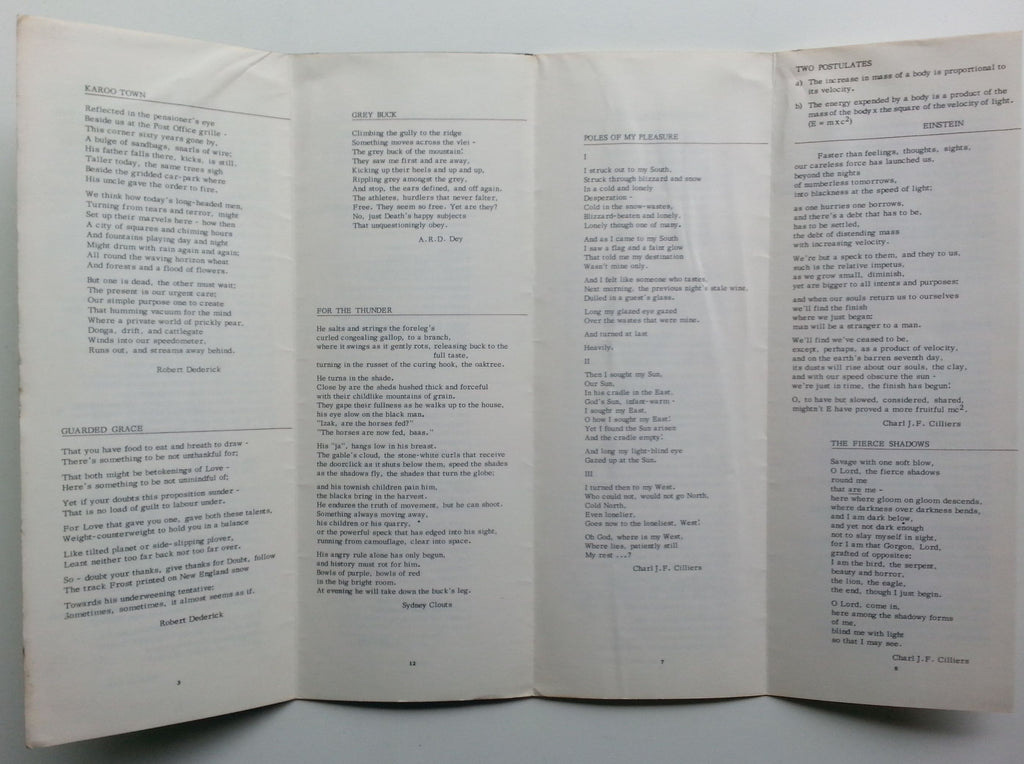 KAROO TOWN
Reflected in the pensioner's eye
Beside us at the Post Office grille -
This corner sixty years gone by,
A bulge of sandbags, snarls of wire;
His father falls there, kicks, is still.
Taller today, the same trees sigh
Beside the gridded car-park where
His uncle gave the order to fire.
We think how today's long-headed men,
Turning from tears and terror, might
Set up their marvels here - how then
A city of squares and chiming hours
And fountains playing day and night
Might drum with rain again and again;
All round the waving horizon wheat
And forests and a flood of flowers.
But one is dead, the other must wait;
The present is our urgent care;
Our simple purpose one to create
That humming vacuum for the mind
Where a private world of prickly pear,
Donga, drift, and cattlegate
Winds into our speedometer,
Runs out, and streams away behind.
Robert Dederick
GUARDED GRACE
That you have food to eat and breath to draw -
There's something to be not unthankful for;
That both might be betokenings of Love -
Here's something to be not unmindful of;
Yet if your doubts this proposition sunder -
That is no load of guilt to labour under.
For Love that gave you one, gave both these talents,
Weight-counterweight to hold you in a balance
Like tilted planet or side-slipping plover,
Leant neither too far back nor too far over.
So - doubt your thanks, give thanks for Doubt, follow
The track Frost printed on New England snow
Towards his underweening tentative:
Sometimes, sometimes, it almost seems as if.
Robert Dederick
3
GREY BUCK
Climbing the gully to the ridge
Something moves across the vlei -
The grey buck of the mountain!
They saw me first and are away,
Kicking up their heels and up and up,
Rippling grey amongst the grey,
And stop, the ears defined, and off again.
The athletes, hurdlers that never falter,
Free. They seem so free. Yet are they?
No, just Death's happy subjects
That unquestioningly obey.
A.R.D. Dey
FOR THE THUNDER
He salts and strings the foreleg's
curled congealing gallop, to a branch,
where it swings as it gently rots, releasing buck to the
full taste,
turning in the russet of the curing hook, the oaktree.
He turns in the shade.
Close by are the sheds hushed thick and forceful
with their childlike mountains of grain.
They gape their fullness as he walks up to the house,
his eye slow on the black man.
"Izak, are the horses fed?"
"The horses are now fed, baas."
His "ja", hangs low in his breast.
The gable's cloud, the stone-white curls that receive
the doorclick as it shuts below them, speed the shades
as the shadows fly, the shades that turn the globe;
and his townish children pain him,
the blacks bring in the harvest.
He endures the truth of movement, but he can shoot.
Something always moving away,
his children or his quarry,
or the powerful speck that has edged into his sight,
running from camouflage, clear into space.
His angry rule alone has only begun,
and history must rot for him.
Bowls of purple, bowls of red
in the big bright room.
At evening he will take down the buck's leg.
Sydney Clouts
12
POLES OF MY PLEASURE
I
I struck out to my South,
Struck through blizzard and snow
In a cold and lonely
Desperation -
Cold in the snow-wastes,
Blizzard-beaten and lonely.
Lonely though one of many.
And as I came to my South
I saw a flag and a faint glow
That told me my destination
Wasn't mine only.
And I felt like someone who tastes,
Next morning, the previous night's stale wine,
Dulled in a guest's glass.
Long my glazed eye gazed
Over the wastes that were mine.
And turned at last
Heavily.
II
Then I sought my Sun,
Our Sun,
In his cradle in the East,
God's Sun, infant-warm -
I sought my East,
O how I sought my East!
Yet I found the Sun arisen
And the cradle empty!
And long my light-blind eye
Gazed up at the Sun.
III
I turned then to my West.
Who could not, would not go North,
Cold North,
Even lonelier,
Goes now to the loneliest, West!
Oh God, where is my West,
Where lies, patiently still
My rest ...?
Charl J.F. Cilliers
7
TWO POSTULATES
a) The increase in mass of a body is proportional to
its velocity.
b) The energy expended by a body is a product of the
mass of the body x the square of the velocity of light.
(E = mxc²)
EINSTEIN
Faster than feelings, thoughts, sights,
our careless force has launched us,
beyond the nights
of numberless tomorrows,
into blackness at the speed of light;
as one hurries one borrows,
and there's a debt that has to be,
has to be settled,
the debt of distending mass
with increasing velocity.
We're but a speck to them, and they to us,
such is the relative impetus,
as we grow small, diminish,
yet are bigger to all intents and purposes;
and when our souls return us to ourselves
we'll find the finish
where we just began:
man will be a stranger to a man.
We'll find we've ceased to be,
except, perhaps, as a product of velocity,
and on the earth's barren seventh day,
its dusts will rise about our souls, the clay,
and with our speed obscure the sun -
we're just in time, the finish has begun!
O, to have but slowed, considered, shared,
mightn't E have proved a more fruitful mc².
Charl J.F. Cilliers
THE FIERCE SHADOWS
Savage with one soft blow,
O Lord, the fierce shadows
round me
that are me -
here where gloom on gloom descends,
where darkness over darkness bends,
and I am dark below,
and yet not dark enough
not to slay myself in sight,
for I am that Gorgon, Lord,
grafted of opposites:
I am the bird, the serpent,
beauty and horror,
the lion, the eagle,
the end, though I just begin.
O Lord, come in,
here among the shadowy forms
of me,
blind me with light
so that I may see.
Charl J.F. Cilliers
8